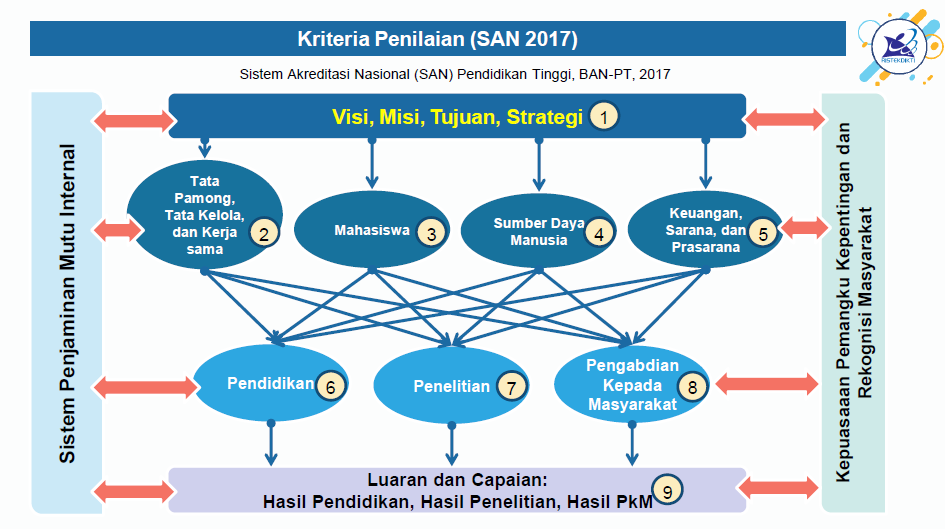 Kriteria Penilaian (SAN 2017)
RISTEKDIKTI
Sistem Akreditasi Nasional (SAN) Pendidikan Tinggi, BAN-PT, 2017
Sistem Penjaminan Mutu Internal
Visi, Misi, Tujuan, Strategi 1
Tata
Pamong,
Tata Kelola,
dan Kerja
sama
2
Mahasiswa 3
Sumber Daya
Manusia
4
Keuangan,
Sarana, dan
Prasarana
5
Pendidikan 6
Penelitian 7
Pengabdian
Kepada
Masyarakat
8
Luaran dan Capaian:
Hasil Pendidikan, Hasil Penelitian, Hasil PkM 9
Kepuasaaan Pemangku Kepentingan dan
Rekognisi Masyarakat